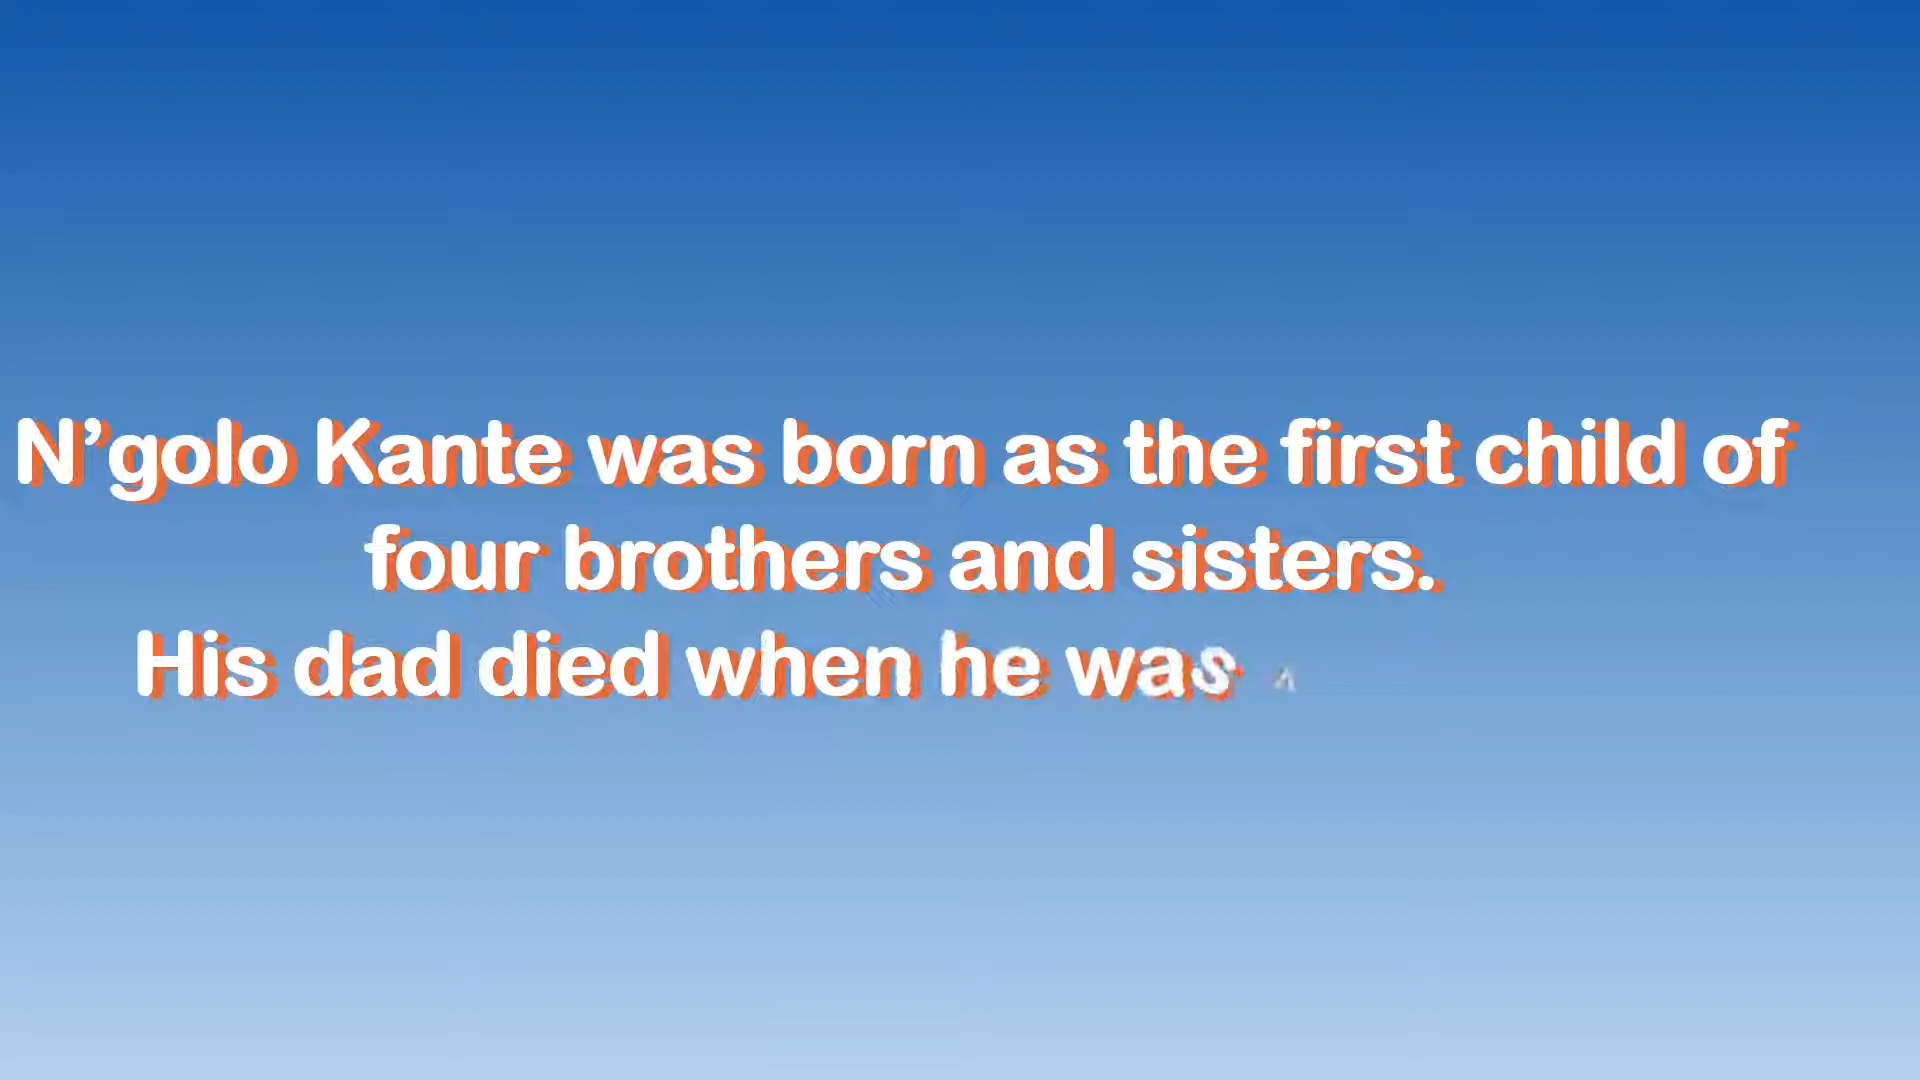 N’golo Kante was born as the first child of
four brothers and sisters.
His dad died when he was